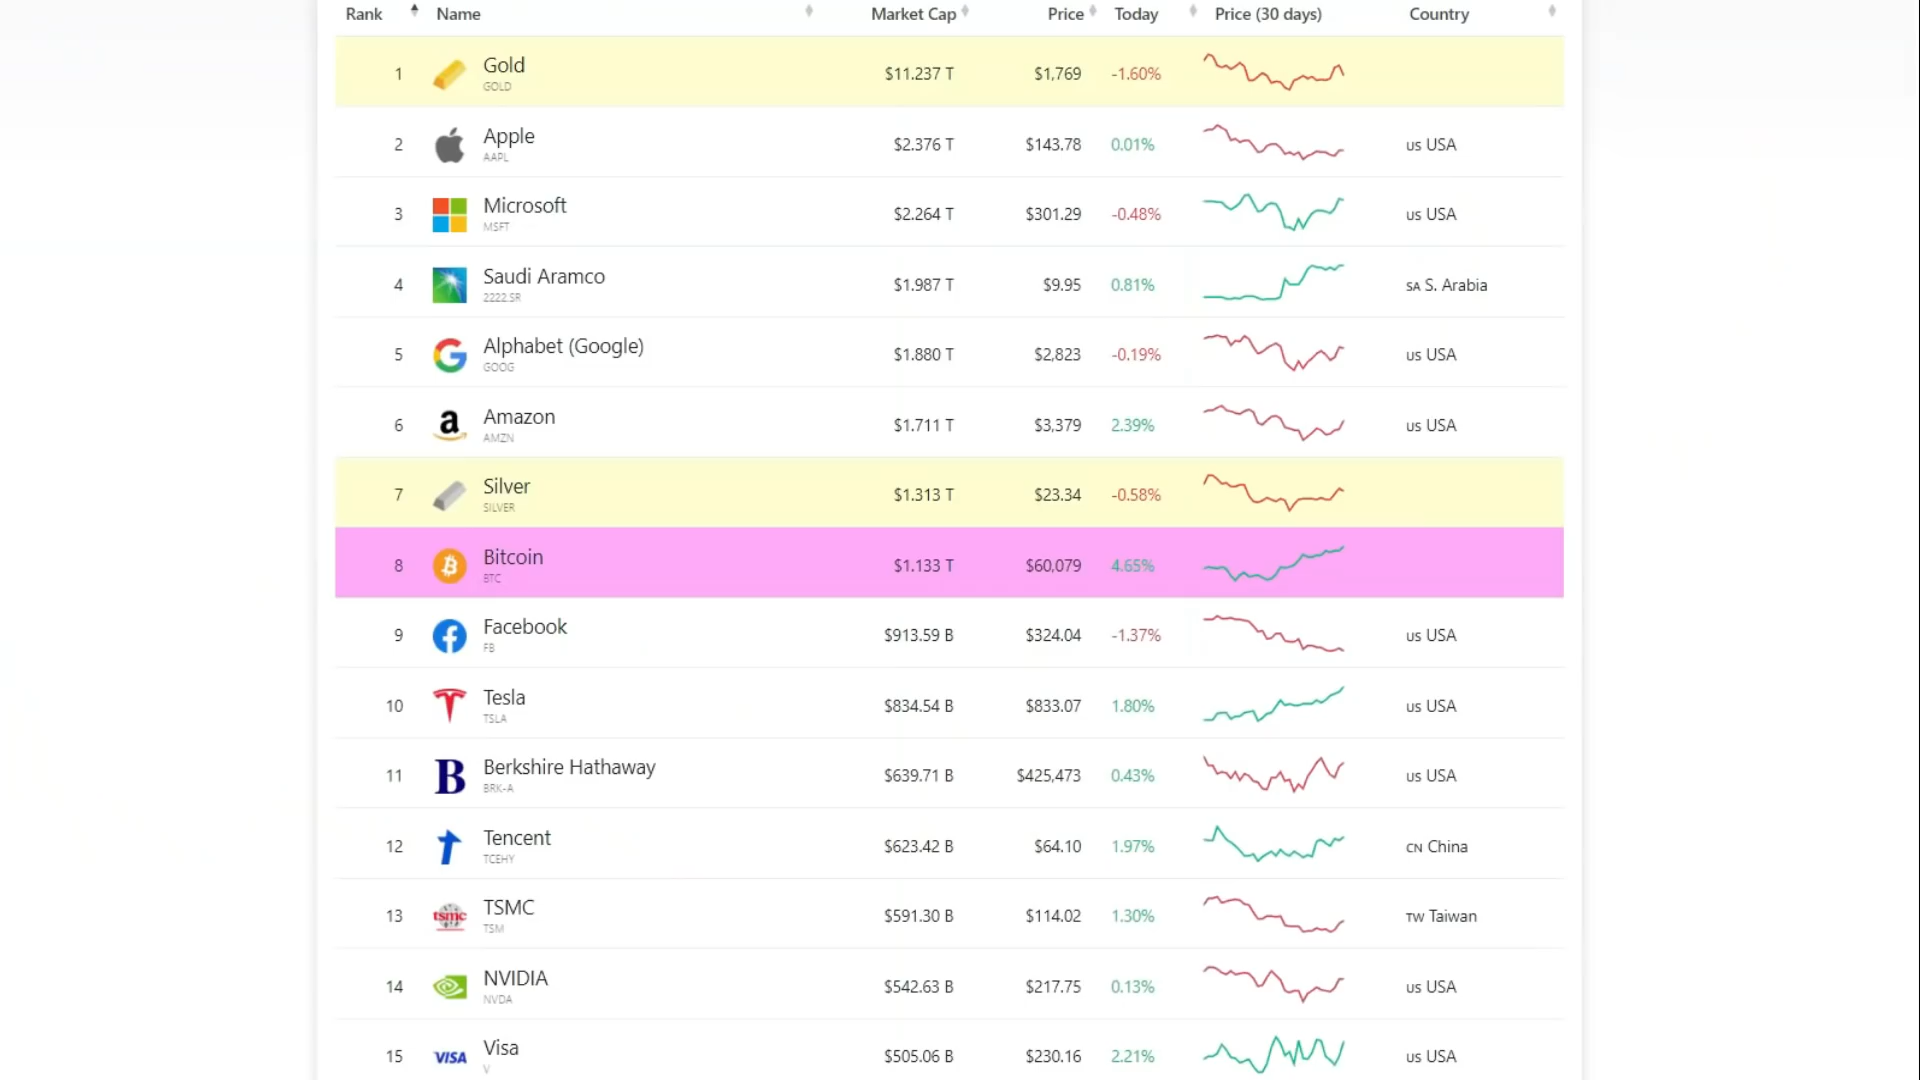 Rank Name Market Cap Price Today Price (30 days) Country
1 Gold $11.237 T $1,769 -1.60%
GOLD
2 Apple $2.376 T $143.78 0.01% us USA
AAPL
3 Microsoft $2.264 T $301.29 -0.48% us USA
MSFT
4 Saudi Aramco $1.987 T $9.95 0.81% SA S. Arabia
2222.SR
5 Alphabet (Google) $1.880 T $2,823 -0.19% us USA
GOOG
6 Amazon $1.711 T $3,379 2.39% us USA
AMZN
7 Silver $1.313 T $23.34 -0.58%
SILVER
8 Bitcoin $1.133 T $60,079 4.65%
BTC
9 Facebook $913.59 B $324.04 -1.37% us USA
FB
10 Tesla $834.54 B $833.07 1.80% us USA
TSLA
11 Berkshire Hathaway $639.71 B $425,473 0.43% us USA
BRK-A
12 Tencent $623.42 B $64.10 1.97% CN China
TCEHY
13 tsmc TSMC $591.30 B $114.02 1.30% TW Taiwan
TSM
14 NVIDIA $542.63 B $217.75 0.13% us USA
NVDA
15 VISA Visa $505.06 B $230.16 2.21% us USA
V